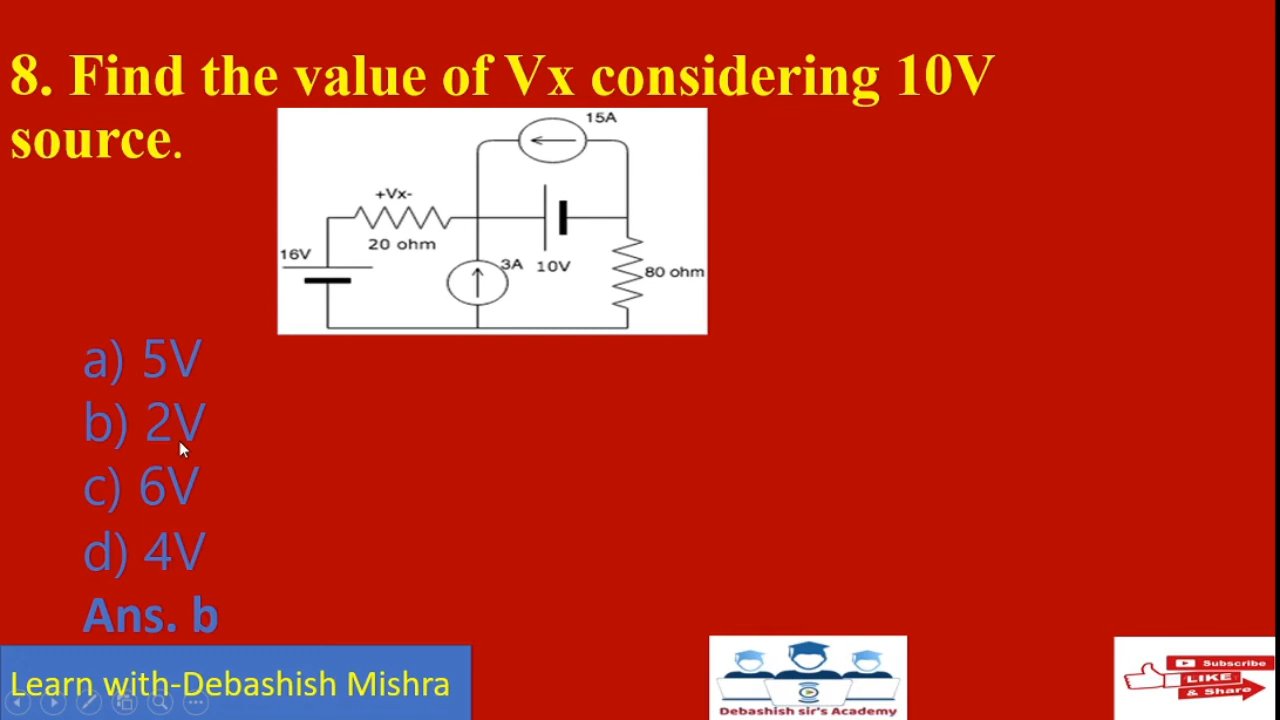 8. Find the value of Vx considering 10V
source.
15A
+Vx-
20 ohm
16V
3A
10V
80 ohm
a) 5V
b) 2V
c) 6V
d) 4V
Ans. b
Learn with-Debashish Mishra
Debashish sir's Academy
Subscribe
LIKE
& Share